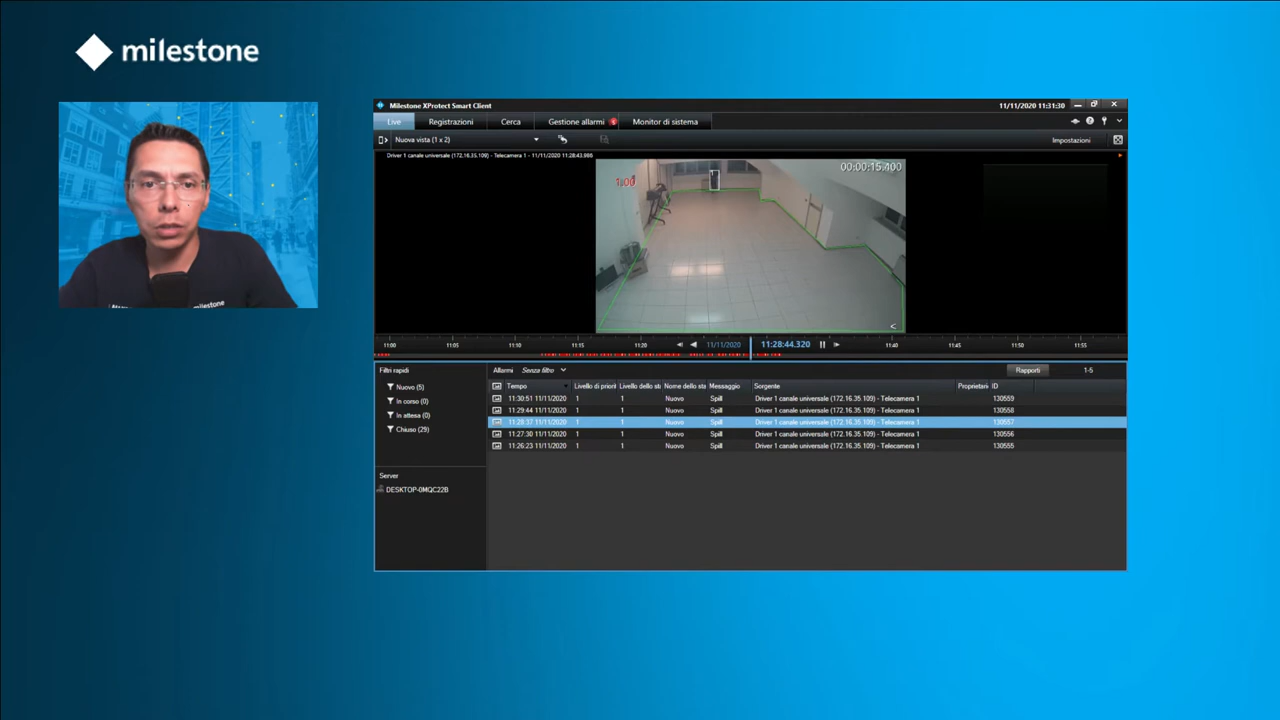 milestone
milestone
Milestone XProtect Smart Client
11/11/2020 11:31:30
Live
Registrazioni
Cerca
Gestione allarmi
Monitor di sistema
Nuova vista (1 x 2)
Impostazioni
Driver 1 canale universale (172.16.35.109) - Telecamera 1 - 11/11/2020 11:28:43.986
1:00
00:00:15.400
<
11/11/2020
11:28:44.320
11:00
11:05
11:10
11:15
11:20
11:40
11:45
11:50
11:55
Filtri rapidi
Nuovo (5)
In corso (0)
In attesa (0)
Chiuso (29)
Server
DESKTOP-0MQC22B
Allarmi
Senza filtro
Rapporti
1-5
Tempo Livello di priori Livello dello sta Nome dello sta Messaggio Sorgente Proprietario ID
11:30:51 11/11/2020 1 1 Nuovo Spill Driver 1 canale universale (172.16.35.109) - Telecamera 1 130559
11:29:44 11/11/2020 1 1 Nuovo Spill Driver 1 canale universale (172.16.35.109) - Telecamera 1 130558
11:28:37 11/11/2020 1 1 Nuovo Spill Driver 1 canale universale (172.16.35.109) - Telecamera 1 130557
11:27:30 11/11/2020 1 1 Nuovo Spill Driver 1 canale universale (172.16.35.109) - Telecamera 1 130556
11:26:23 11/11/2020 1 1 Nuovo Spill Driver 1 canale universale (172.16.35.109) - Telecamera 1 130555